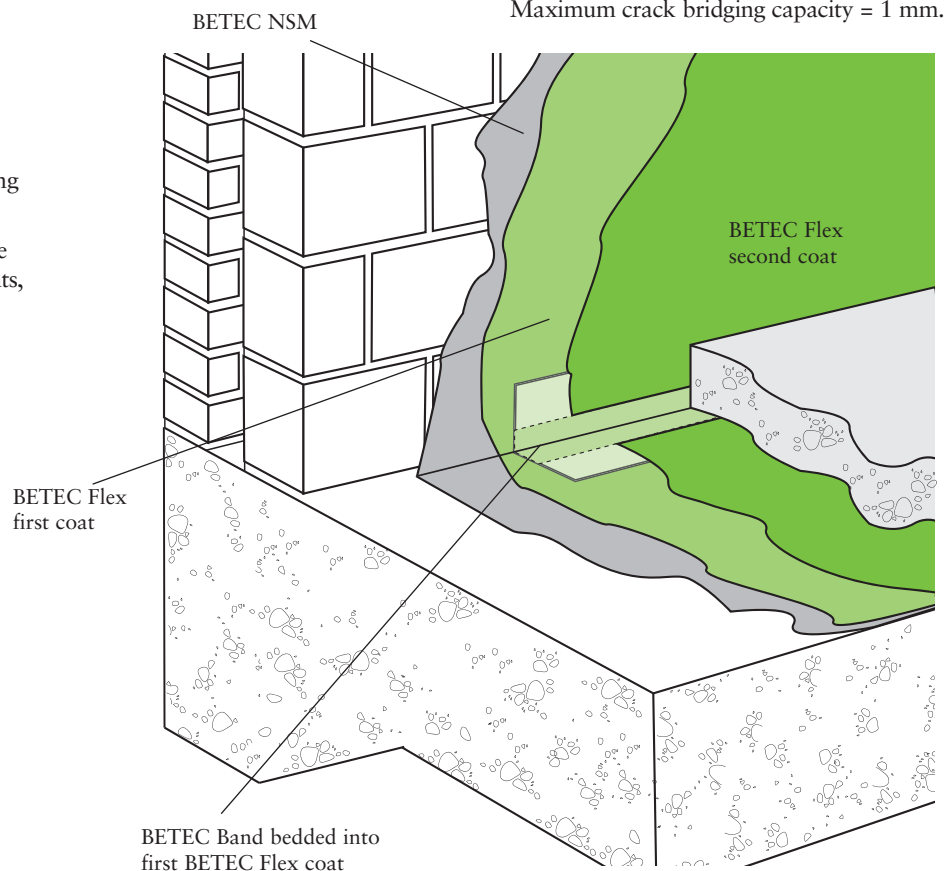 BETEC NSM
Maximum crack bridging capacity = 1 mm.
BETEC Flex
second coat
BETEC Flex
first coat
BETEC Band bedded into
first BETEC Flex coat